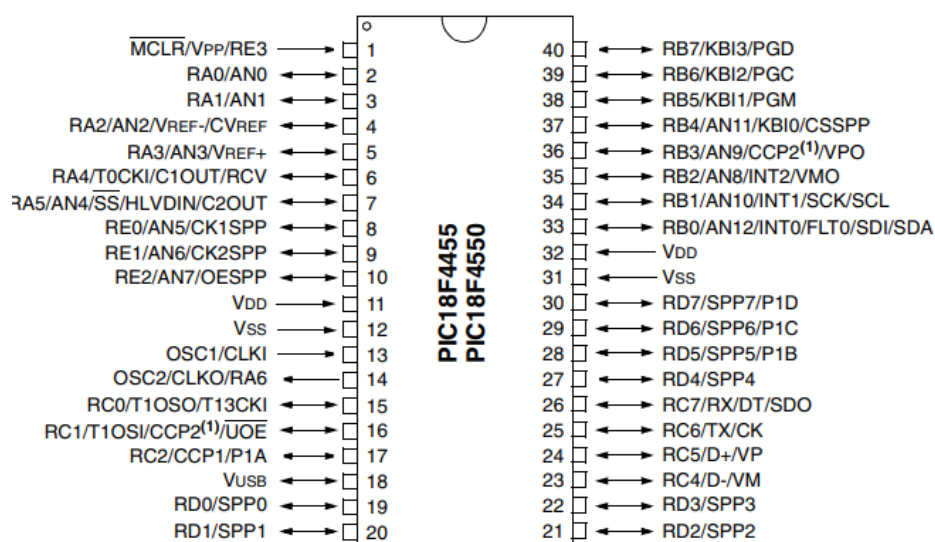 MCLR/VPP/RE3 1
RA0/AN0 2
RA1/AN1 3
RA2/AN2/VREF-/CVREF 4
RA3/AN3/VREF+ 5
RA4/T0CKI/C1OUT/RCV 6
RA5/AN4/SS/HLVDIN/C2OUT 7
RE0/AN5/CK1SPP 8
RE1/AN6/CK2SPP 9
RE2/AN7/OESPP 10
VDD 11
VSS 12
OSC1/CLKI 13
OSC2/CLKO/RA6 14
RC0/T1OSO/T13CKI 15
RC1/T1OSI/CCP2(1)/UOE 16
RC2/CCP1/P1A 17
VUSB 18
RD0/SPP0 19
RD1/SPP1 20
PIC18F4455
PIC18F4550
40 RB7/KBI3/PGD
39 RB6/KBI2/PGC
38 RB5/KBI1/PGM
37 RB4/AN11/KBI0/CSSPP
36 RB3/AN9/CCP2(1)/VPO
35 RB2/AN8/INT2/VMO
34 RB1/AN10/INT1/SCK/SCL
33 RB0/AN12/INT0/FLT0/SDI/SDA
32 VDD
31 VSS
30 RD7/SPP7/P1D
29 RD6/SPP6/P1C
28 RD5/SPP5/P1B
27 RD4/SPP4
26 RC7/RX/DT/SDO
25 RC6/TX/CK
24 RC5/D+/VP
23 RC4/D-/VM
22 RD3/SPP3
21 RD2/SPP2